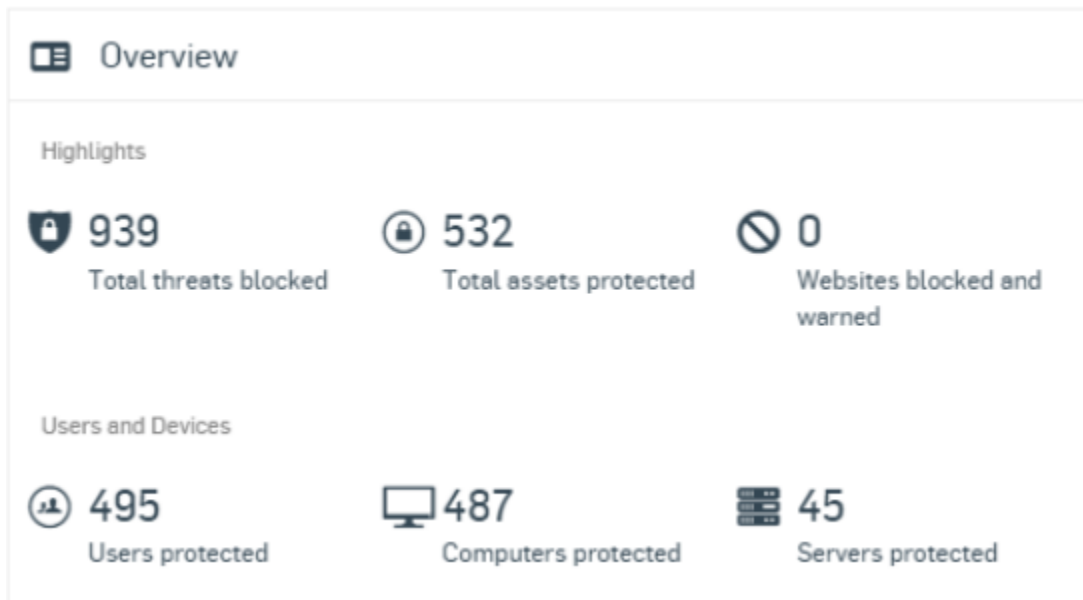 Overview
Highlights
939
Total threats blocked
532
Total assets protected
0
Websites blocked and
warned
Users and Devices
495
Users protected
487
Computers protected
45
Servers protected